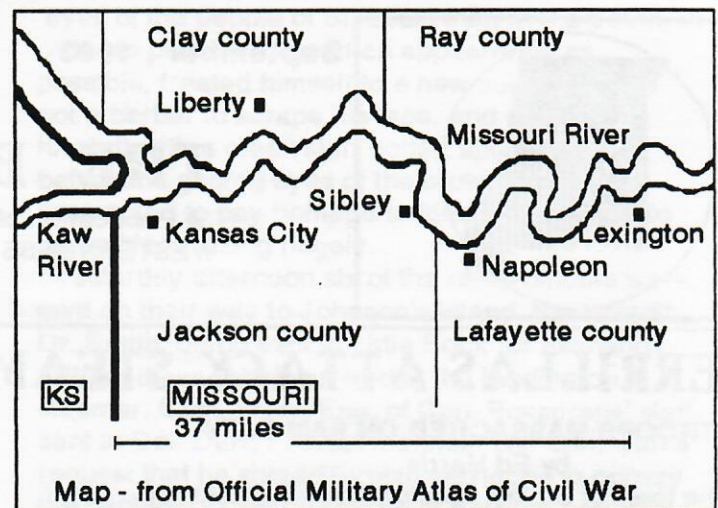 Clay county
Ray county
Liberty
Missouri River
Sibley
Lexington
Kaw
River
Kansas City
Napoleon
Jackson county
Lafayette county
KS
MISSOURI
37 miles
Map - from Official Military Atlas of Civil War